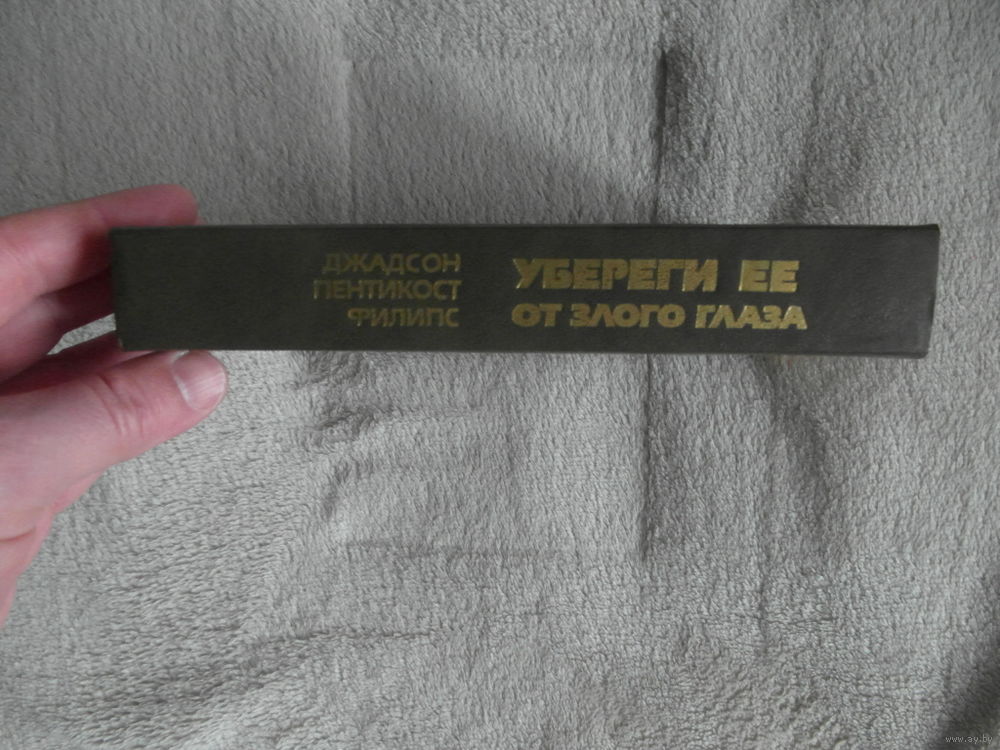 ДЖАДСОН
ПЕНТИКОСТ
ФИЛИПС
УБЕРЕГИ ЕЕ
ОТ ЗЛОГО ГЛАЗА
www.ay.by